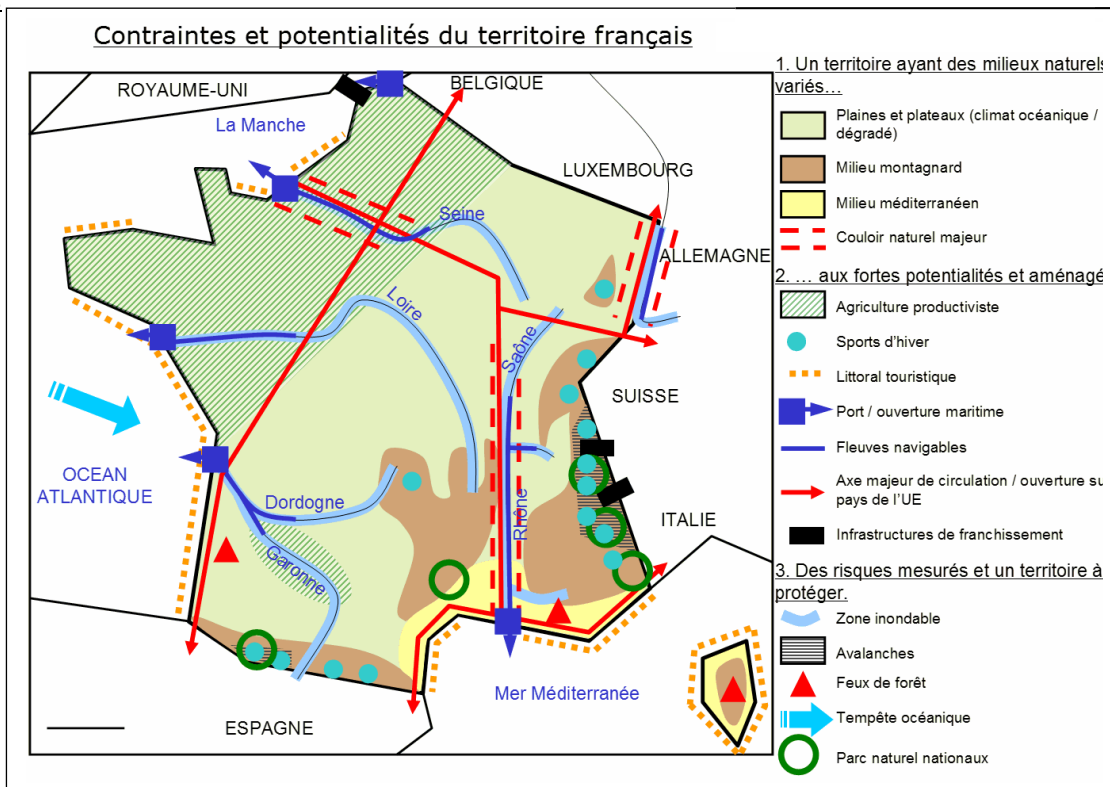 Contraintes et potentialités du territoire français
ROYAUME-UNI
BELGIQUE
La Manche
LUXEMBOURG
Seine
ALLEMAGNE
Loire
Saône
SUISSE
OCEAN
ATLANTIQUE
Dordogne
Rhône
ITALIE
Garonne
Mer Méditerranée
ESPAGNE
1. Un territoire ayant des milieux naturels
variés…
Plaines et plateaux (climat océanique /
dégradé)
Milieu montagnard
Milieu méditerranéen
Couloir naturel majeur
2. … aux fortes potentialités et aménagé
Agriculture productiviste
Sports d’hiver
Littoral touristique
Port / ouverture maritime
Fleuves navigables
Axe majeur de circulation / ouverture su
pays de l’UE
Infrastructures de franchissement
3. Des risques mesurés et un territoire à
protéger.
Zone inondable
Avalanches
Feux de forêt
Tempête océanique
Parc naturel nationaux